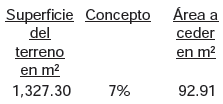 Superficie Concepto Área a
del ceder
terreno en m²
en m²
1,327.30 7% 92.91